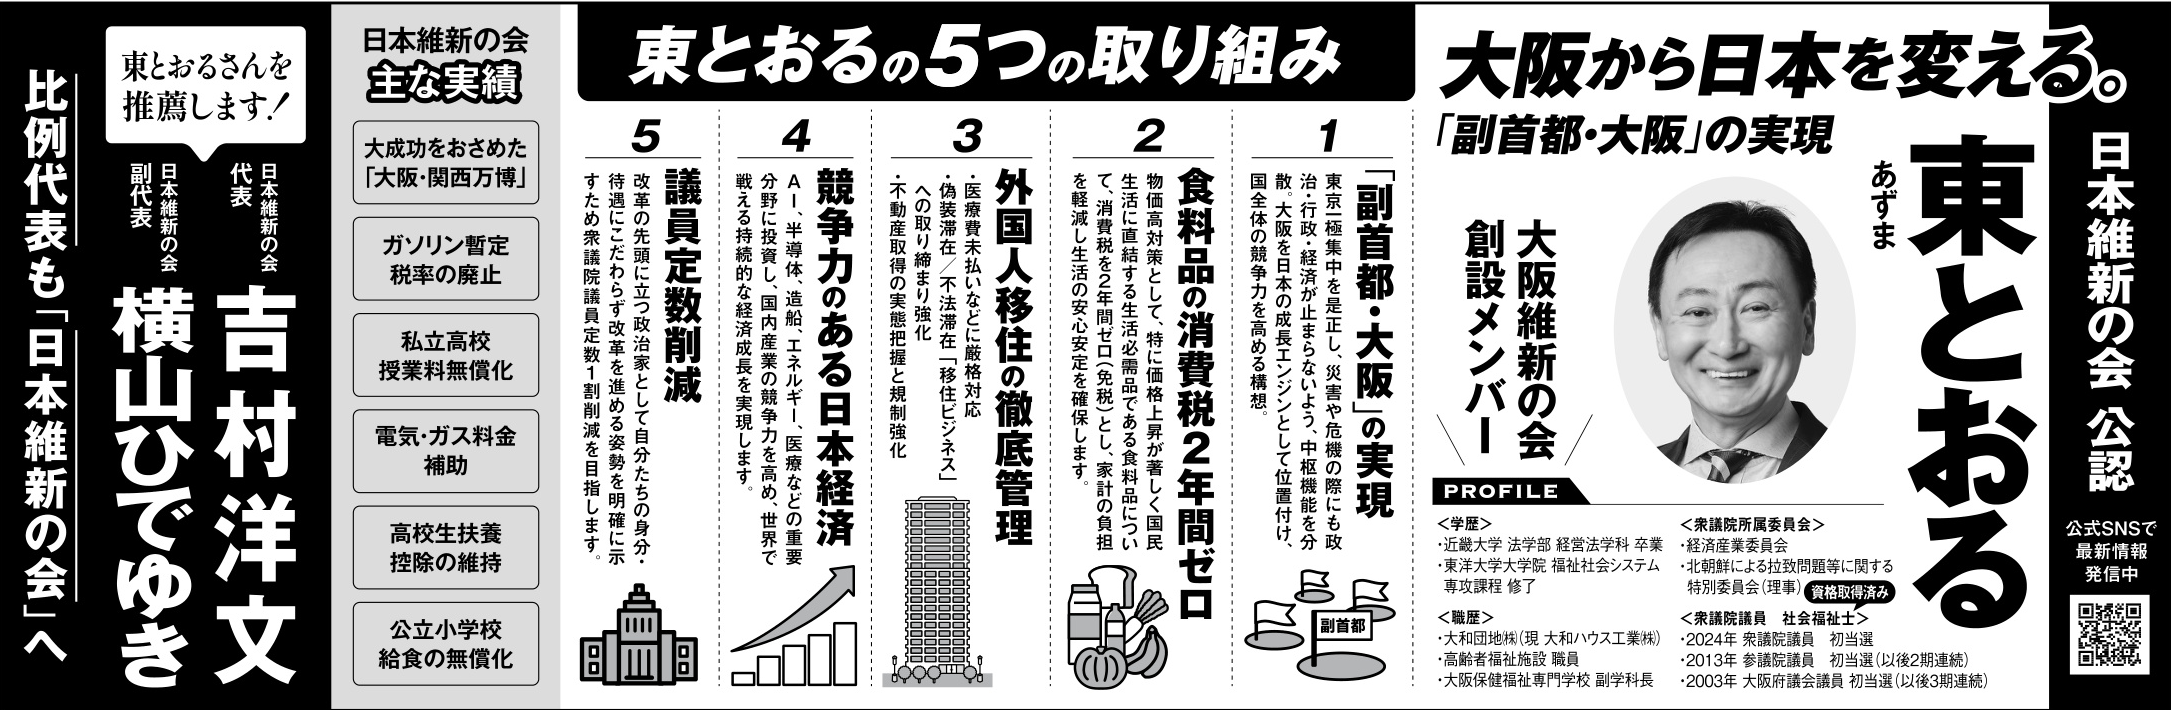 日本維新の会 公認
公式SNSで
最新情報
発信中
大阪から日本を変える。
「副首都・大阪」の実現
東とおる
あずま
大阪維新の会
創設メンバー
PROFILE
＜学歴＞
・近畿大学 法学部 経営法学科 卒業
・東洋大学大学院 福祉社会システム
専攻課程 修了
＜職歴＞
・大和団地㈱(現 大和ハウス工業㈱)
・高齢者福祉施設 職員
・大阪保健福祉専門学校 副学科長
＜衆議院所属委員会＞
・経済産業委員会
・北朝鮮による拉致問題等に関する
特別委員会(理事)
資格取得済み
＜衆議院議員　社会福祉士＞
・2024年 衆議院議員　初当選
・2013年 参議院議員　初当選(以後2期連続)
・2003年 大阪府議会議員 初当選(以後3期連続)
東とおるの5つの取り組み
1
「副首都・大阪」の実現
東京一極集中を是正し、災害や危機の際にも政
治・行政・経済が止まらないよう、中枢機能を分
散。大阪を日本の成長エンジンとして位置付け、
国全体の競争力を高める構想。
副首都
2
食料品の消費税2年間ゼロ
物価高対策として、特に価格上昇が著しく国民
生活に直結する生活必需品である食料品につい
て、消費税を2年間ゼロ(免税)とし、家計の負担
を軽減し生活の安心安定を確保します。
3
外国人移住の徹底管理
・医療費未払いなどに厳格対応
・偽装滞在／不法滞在「移住ビジネス」
への取り締まり強化
・不動産取得の実態把握と規制強化
4
競争力のある日本経済
AI、半導体、造船、エネルギー、医療などの重要
分野に投資し、国内産業の競争力を高め、世界で
戦える持続的な経済成長を実現します。
5
議員定数削減
改革の先頭に立つ政治家として自分たちの身分・
待遇にこだわらず改革を進める姿勢を明確に示
すため衆議院議員定数1割削減を目指します。
日本維新の会
主な実績
大成功をおさめた
「大阪・関西万博」
ガソリン暫定
税率の廃止
私立高校
授業料無償化
電気・ガス料金
補助
高校生扶養
控除の維持
公立小学校
給食の無償化
東とおるさんを
推薦します！
日本維新の会
代表
吉村洋文
日本維新の会
副代表
横山ひでゆき
比例代表も「日本維新の会」へ